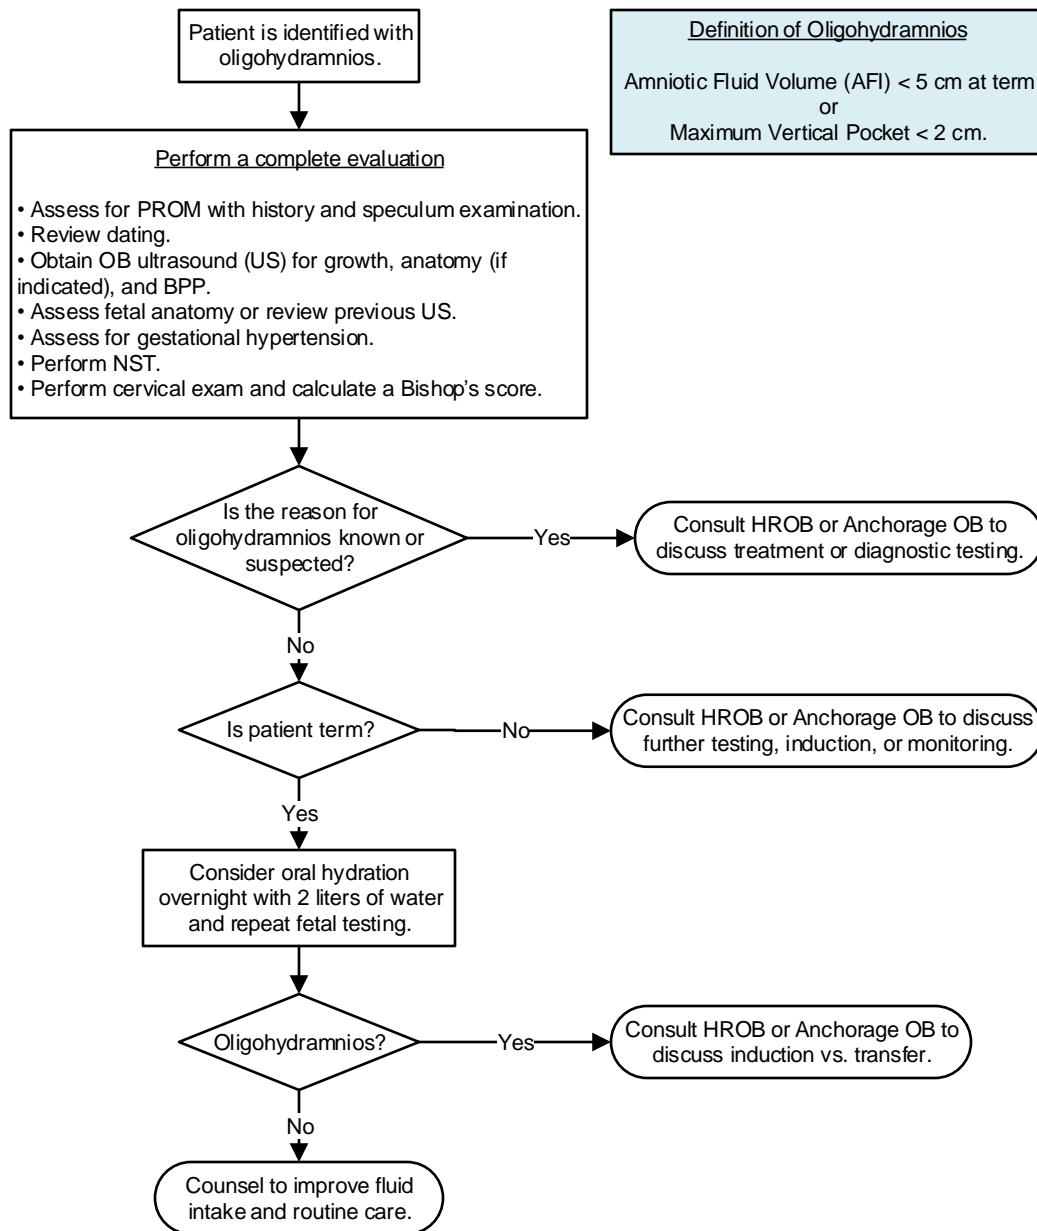 Patient is identified with
oligohydramnios.
Definition of Oligohydramnios
Amniotic Fluid Volume (AFI) < 5 cm at term
or
Maximum Vertical Pocket < 2 cm.
Perform a complete evaluation
• Assess for PROM with history and speculum examination.
• Review dating.
• Obtain OB ultrasound (US) for growth, anatomy (if
indicated), and BPP.
• Assess fetal anatomy or review previous US.
• Assess for gestational hypertension.
• Perform NST.
• Perform cervical exam and calculate a Bishop’s score.
Is the reason for
oligohydramnios known or
suspected?
Yes
Consult HROB or Anchorage OB to
discuss treatment or diagnostic testing.
No
Is patient term?
No
Consult HROB or Anchorage OB to discuss
further testing, induction, or monitoring.
Yes
Consider oral hydration
overnight with 2 liters of water
and repeat fetal testing.
Oligohydramnios?
Yes
Consult HROB or Anchorage OB to
discuss induction vs. transfer.
No
Counsel to improve fluid
intake and routine care.